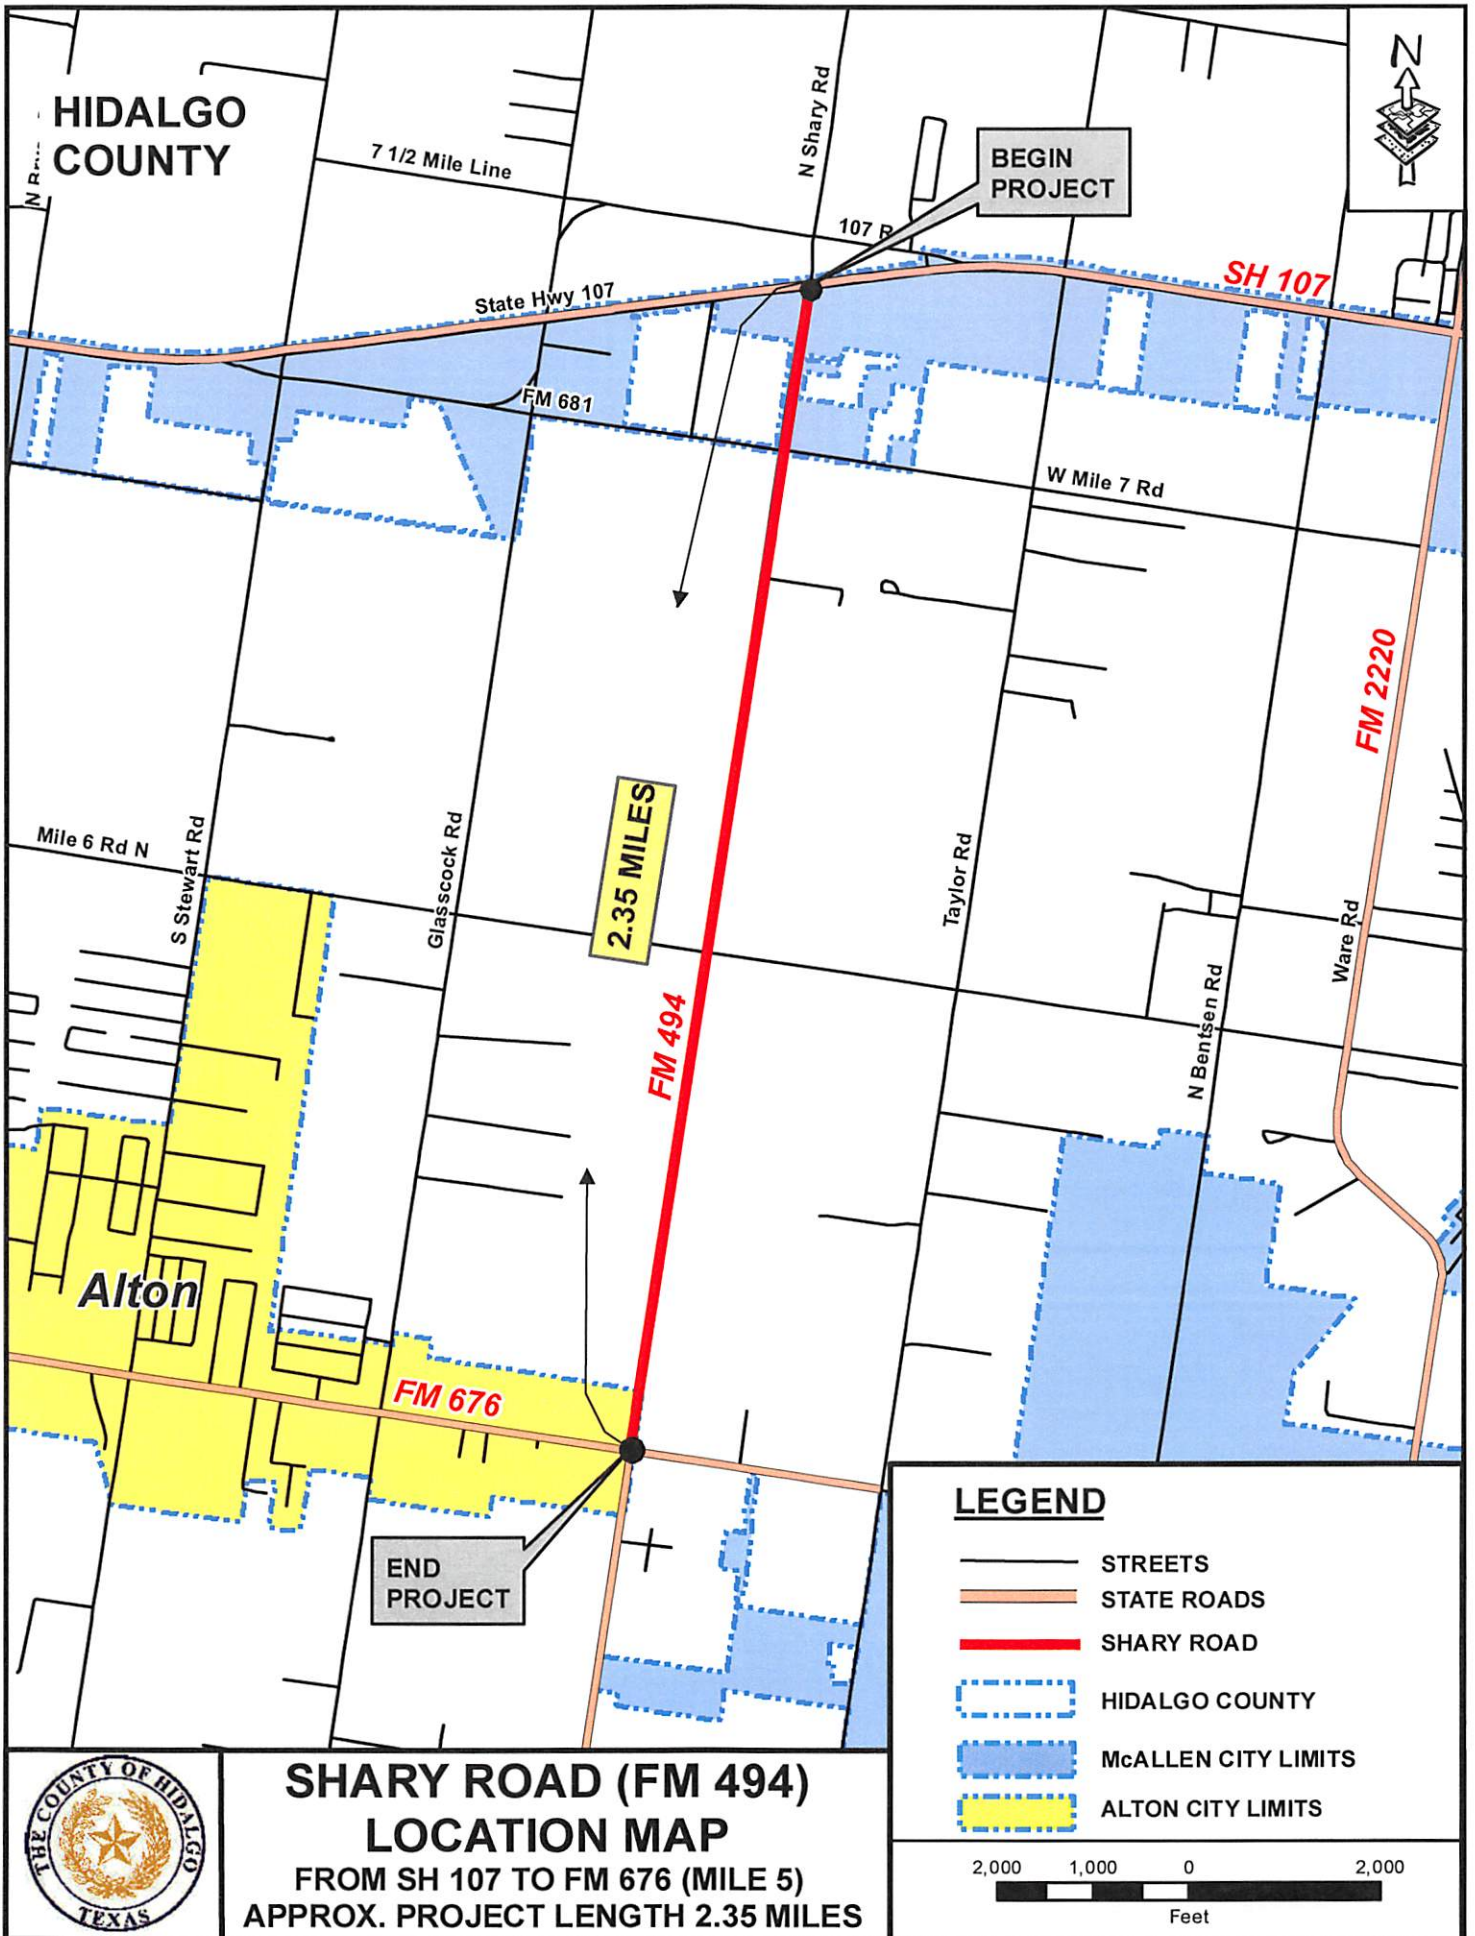 N
HIDALGO
COUNTY
N Shary Rd
7 1/2 Mile Line
BEGIN
PROJECT
107 R
SH 107
State Hwy 107
FM 681
W Mile 7 Rd
FM 2220
2.35 MILES
Mile 6 Rd N
S Stewart Rd
Glasscock Rd
Taylor Rd
Ware Rd
N Bentsen Rd
FM 494
Alton
FM 676
END
PROJECT
LEGEND
STREETS
STATE ROADS
SHARY ROAD
HIDALGO COUNTY
McALLEN CITY LIMITS
ALTON CITY LIMITS
THE COUNTY OF HIDALGO
TEXAS
SHARY ROAD (FM 494)
LOCATION MAP
FROM SH 107 TO FM 676 (MILE 5)
APPROX. PROJECT LENGTH 2.35 MILES
2,000 1,000 0 2,000
Feet